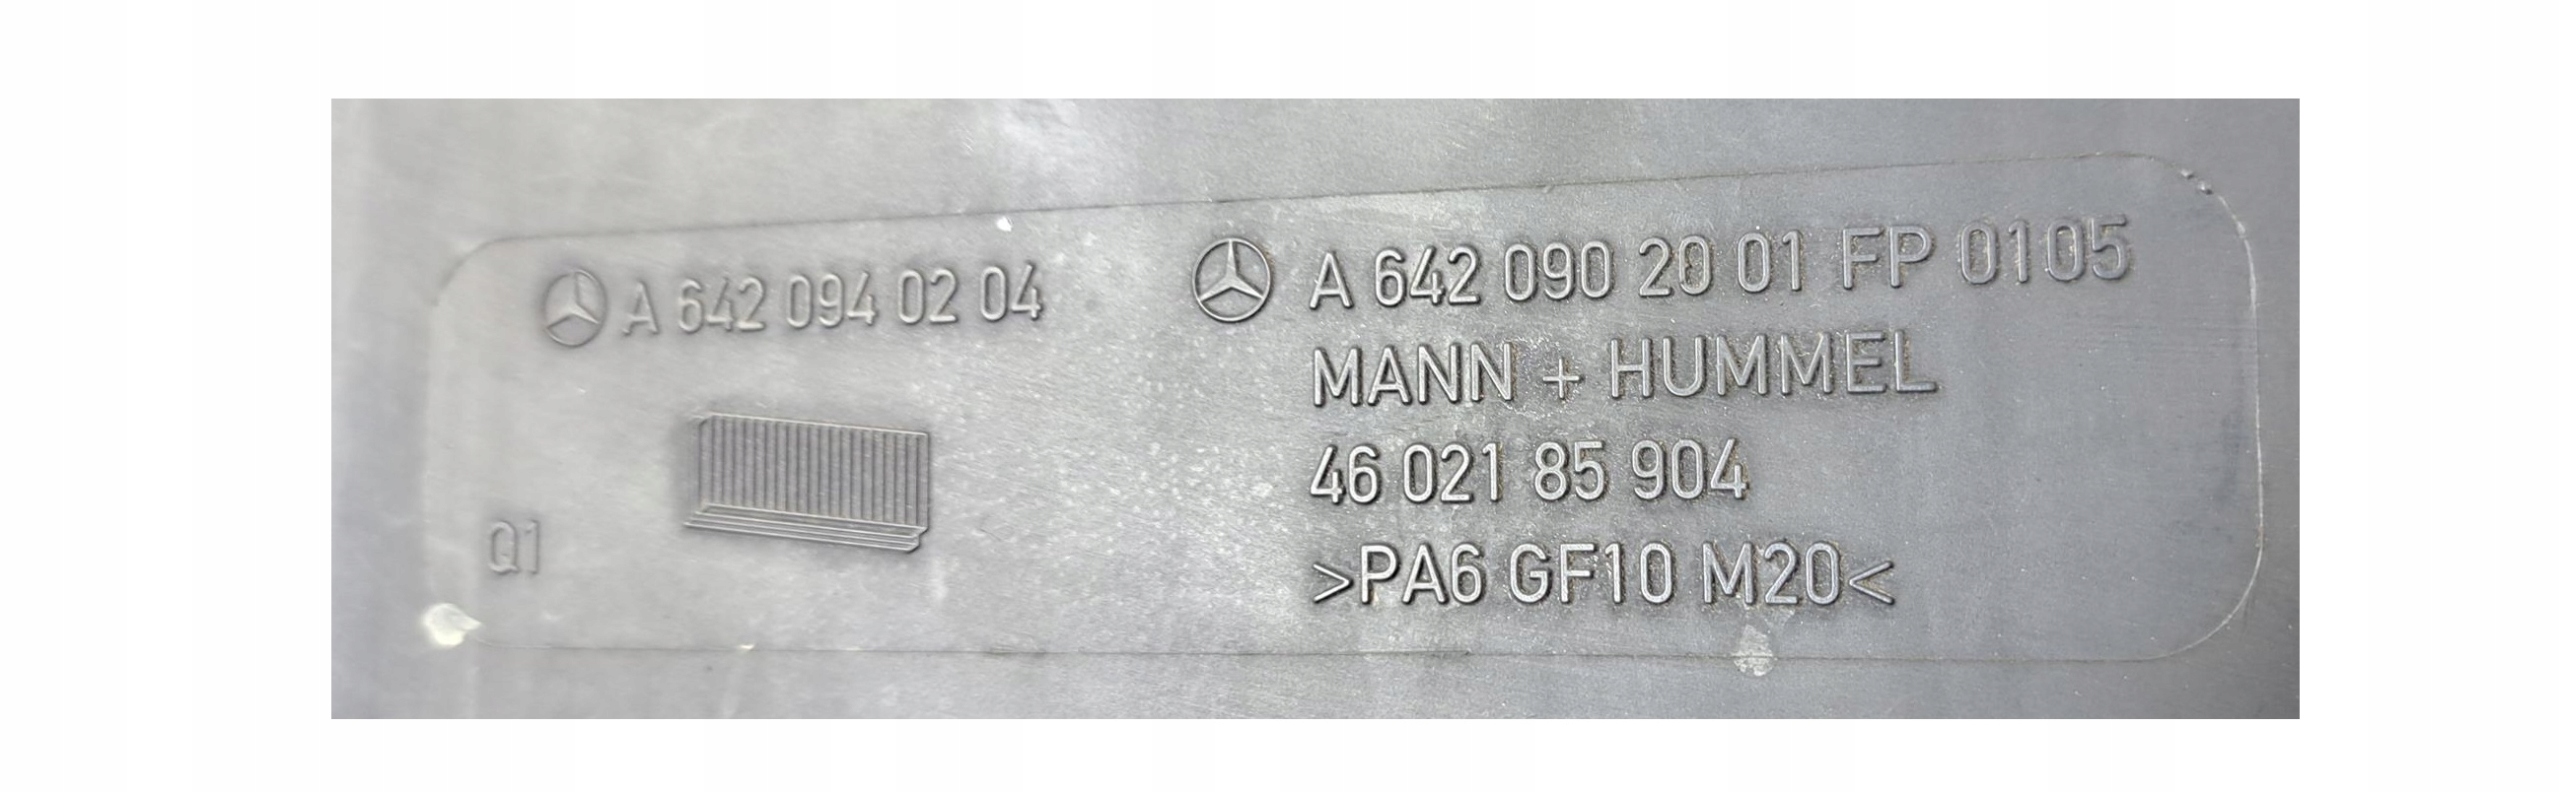 A 642 094 02 04
Q1
A 642 090 20 01 FP 0105
MANN + HUMMEL
46 021 85 904
>PA6 GF10 M20<